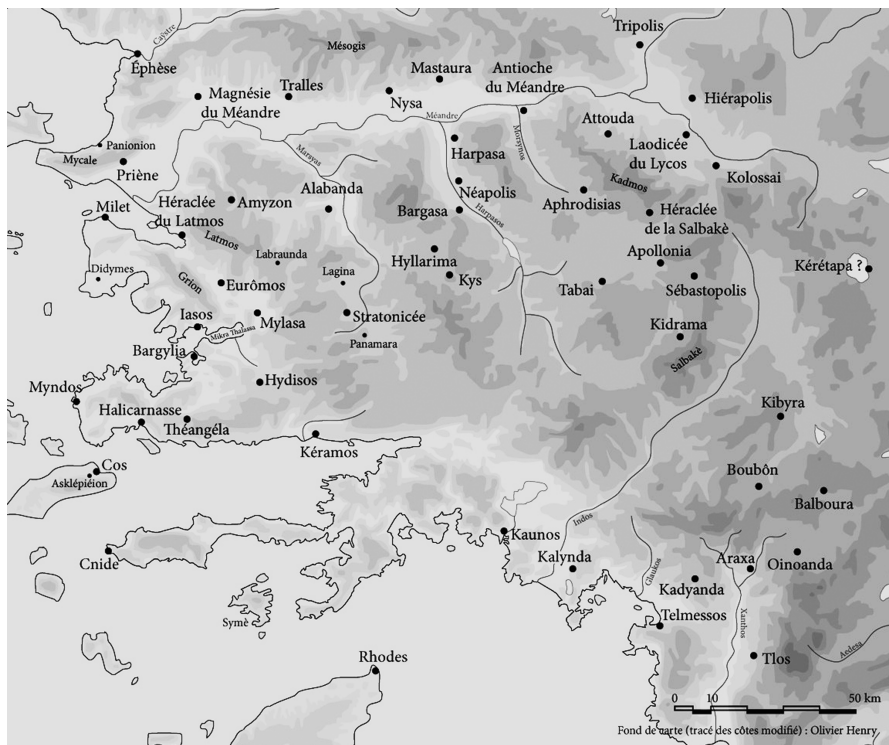 Tripolis
Caÿstre
Mésogis
Éphèse
Mastaura
Antioche
du Méandre
Magnésie
du Méandre
Tralles
Nysa
Hiérapolis
Méandre
Attouda
Morsynos
Laodicée
du Lycos
Harpasa
Panionion
Marsyas
Mycale
Priène
Kolossai
Kadmos
Néapolis
Alabanda
Amyzon
Aphrodisias
Milet
Héraclée
du Latmos
Bargasa
Harpasos
Héraclée
de la Salbakè
Latmos
Labraunda
Hyllarima
Apollonia
Kérétapa ?
Didymes
Grion
Lagina
Kys
Eurômos
Tabai
Sébastopolis
Iasos
Mylasa
Stratonicée
Mikra Thalassa
Kidrama
Panamara
Bargylia
Salbakè
Hydisos
Myndos
Kibyra
Halicarnasse
Théangéla
Kéramos
Cos
Boubôn
Asklépiéion
Balboura
Indos
Kaunos
Cnide
Kalynda
Araxa
Oinoanda
Glaukos
Kadyanda
Symè
Telmessos
Xanthos
Aedesa
Rhodes
Tlos
0 10 50 km
Fond de carte (tracé des côtes modifié) : Olivier Henry